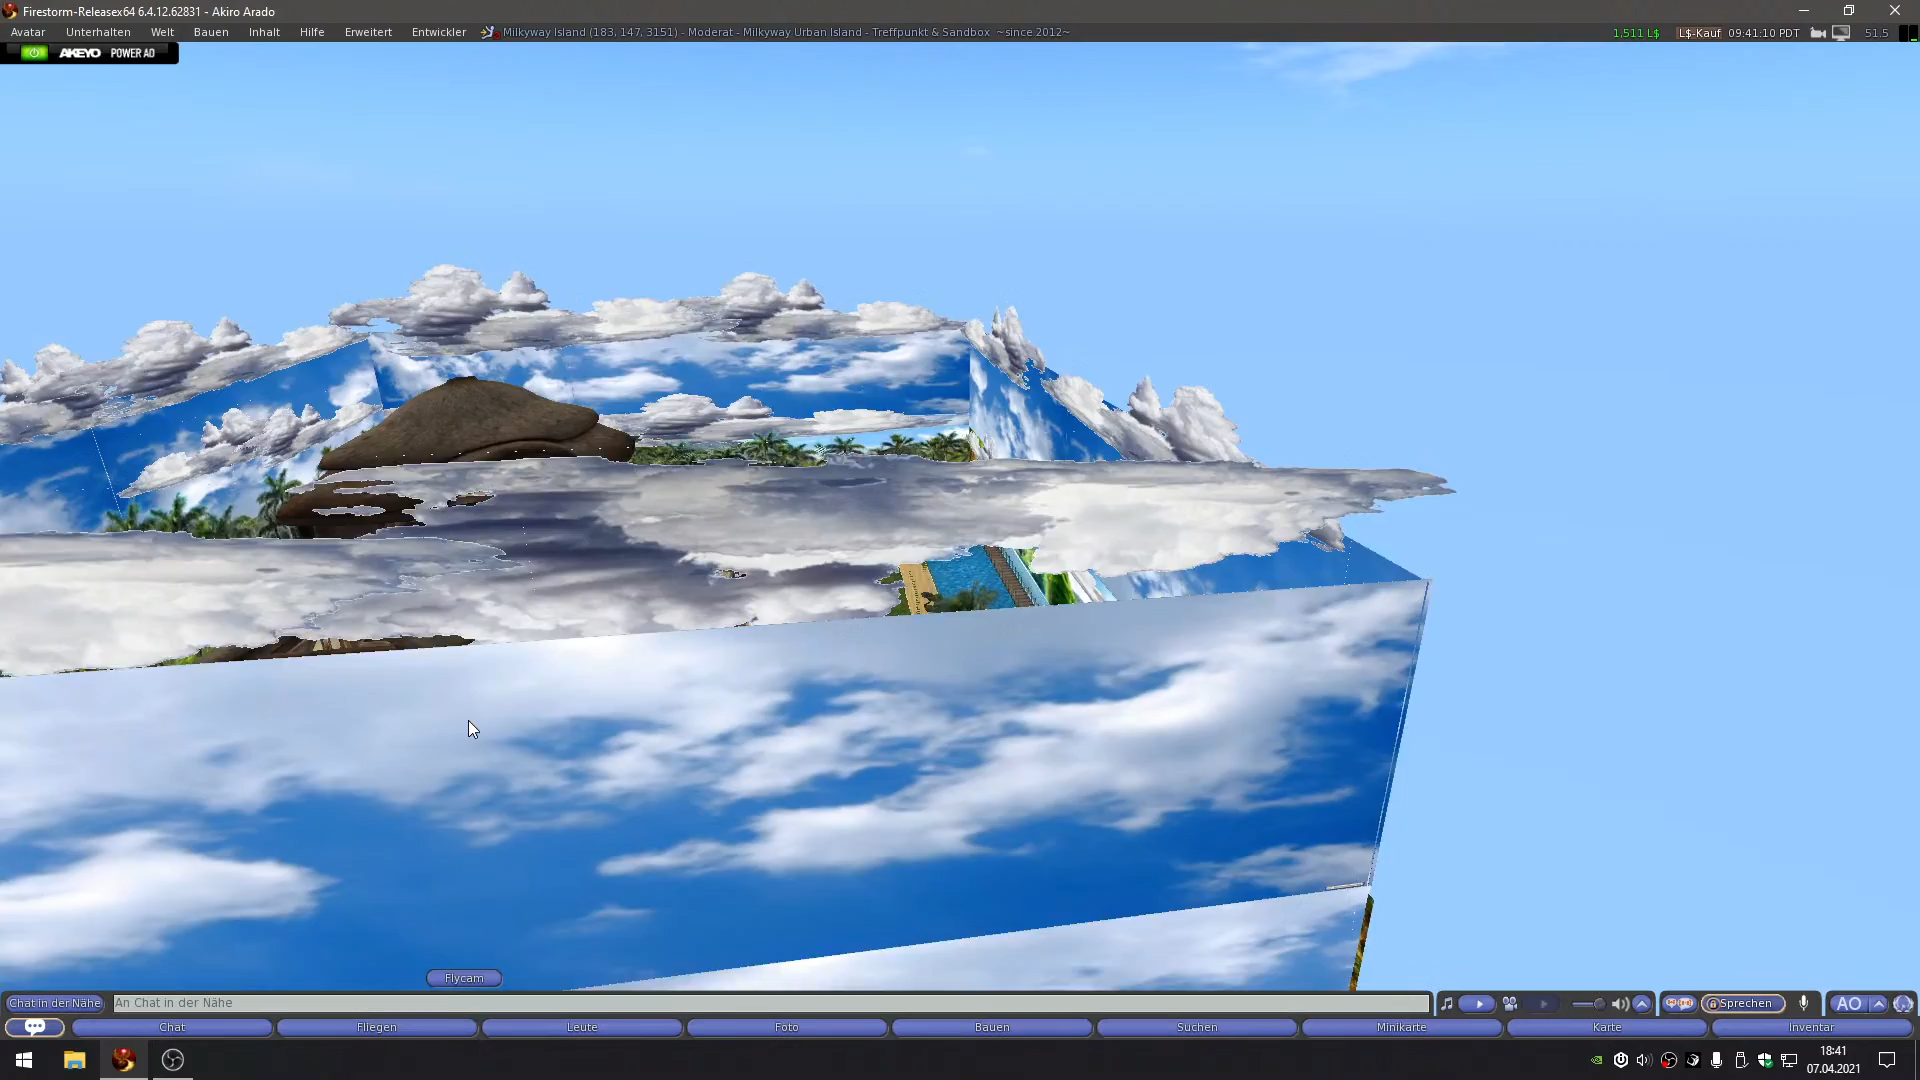 Firestorm-Releasex64 6.4.12.62831 - Akiro Arado
Avatar Unterhalten Welt Bauen Inhalt Hilfe Erweitert Entwickler Milkyway Island (183, 147, 3151) - Moderat - Milkyway Urban Island - Treffpunkt & Sandbox ~since 2012~ 1,511 L$ L$-Kauf 09:41:10 PDT 51.5
AKEYO POWER AO
Flycam
Chat in der Nähe An Chat in der Nähe Sprechen AO
Chat Fliegen Leute Foto Bauen Suchen Minikarte Karte Inventar
18:41
07.04.2021